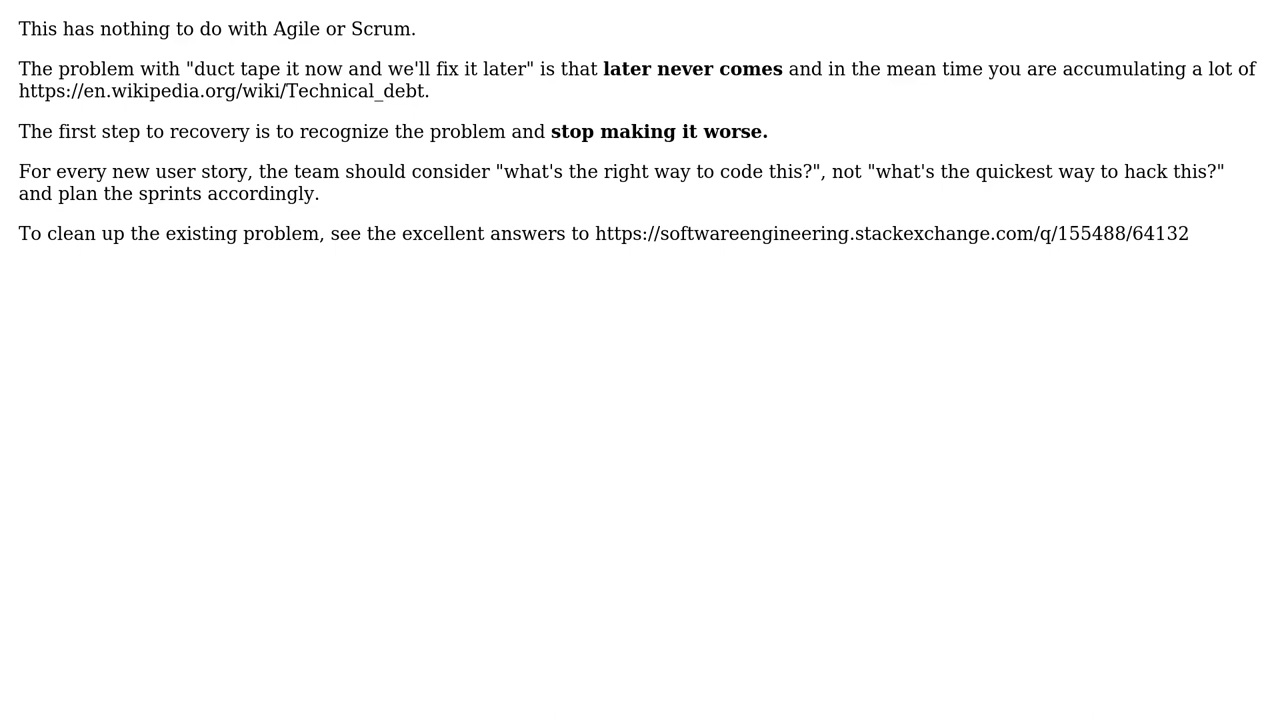 This has nothing to do with Agile or Scrum.
The problem with "duct tape it now and we'll fix it later" is that later never comes and in the mean time you are accumulating a lot of
https://en.wikipedia.org/wiki/Technical_debt.
The first step to recovery is to recognize the problem and stop making it worse.
For every new user story, the team should consider "what's the right way to code this?", not "what's the quickest way to hack this?"
and plan the sprints accordingly.
To clean up the existing problem, see the excellent answers to https://softwareengineering.stackexchange.com/q/155488/64132